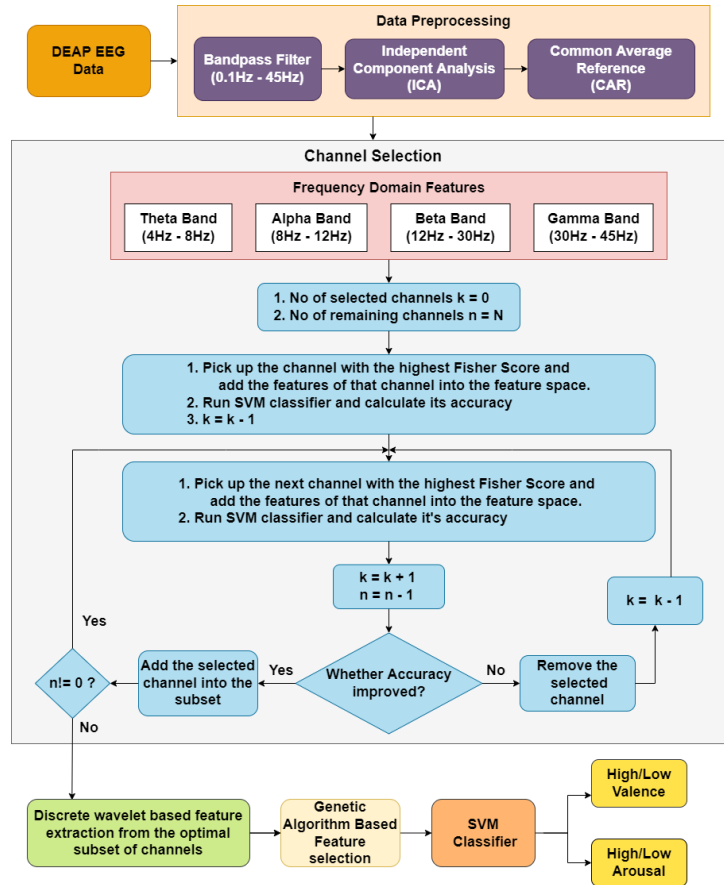 Data Preprocessing
DEAP EEG
Data
Bandpass Filter
(0.1Hz - 45Hz)
Independent
Component Analysis
(ICA)
Common Average
Reference
(CAR)
Channel Selection
Frequency Domain Features
Theta Band
(4Hz - 8Hz)
Alpha Band
(8Hz - 12Hz)
Beta Band
(12Hz - 30Hz)
Gamma Band
(30Hz - 45Hz)
1. No of selected channels k = 0
2. No of remaining channels n = N
1. Pick up the channel with the highest Fisher Score and
add the features of that channel into the feature space.
2. Run SVM classifier and calculate its accuracy
3. k = k - 1
1. Pick up the next channel with the highest Fisher Score and
add the features of that channel into the feature space.
2. Run SVM classifier and calculate it's accuracy
k = k + 1
n = n - 1
k = k - 1
Yes
n!= 0 ?
Add the selected
channel into the
subset
Yes
Whether Accuracy
improved?
No
Remove the
selected
channel
No
Discrete wavelet based feature
extraction from the optimal
subset of channels
Genetic
Algorithm Based
Feature
selection
SVM
Classifier
High/Low
Valence
High/Low
Arousal